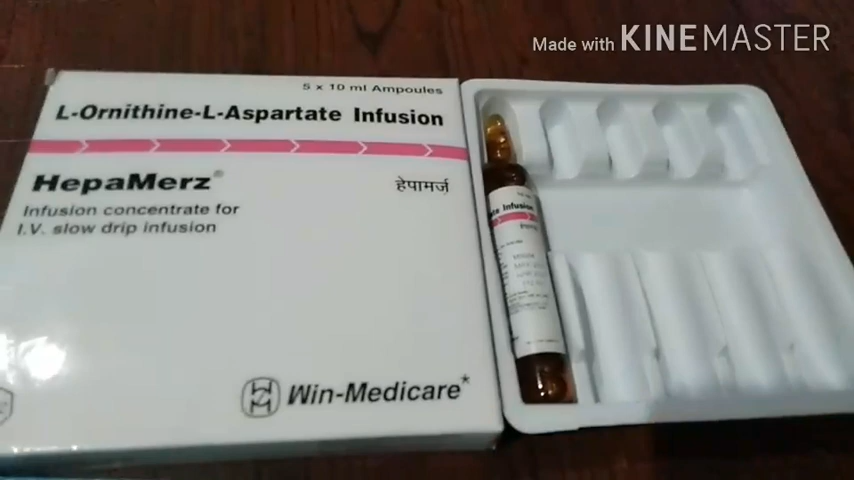 Made with KINEMASTER
5 x 10 ml Ampoules
L-Ornithine-L-Aspartate Infusion
HepaMerz®
हेपामर्ज़
Infusion concentrate for
I.V. slow drip infusion
Win-Medicare*
Infusion